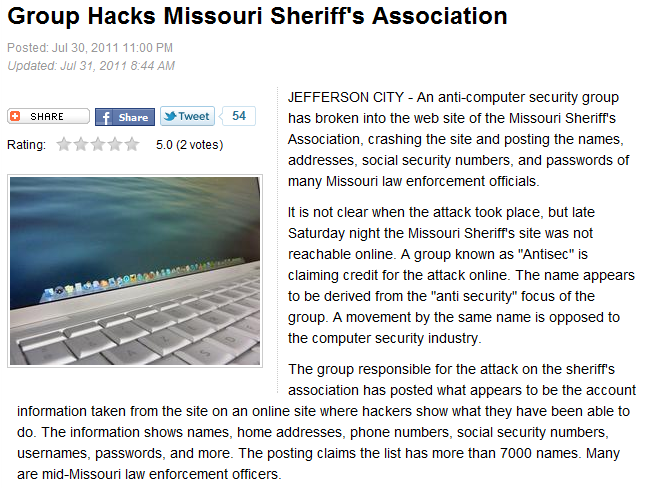 Group Hacks Missouri Sheriff's Association
Posted: Jul 30, 2011 11:00 PM
Updated: Jul 31, 2011 8:44 AM
SHARE
f Share
Tweet
54
Rating:
5.0 (2 votes)
JEFFERSON CITY - An anti-computer security group
has broken into the web site of the Missouri Sheriff's
Association, crashing the site and posting the names,
addresses, social security numbers, and passwords of
many Missouri law enforcement officials.
It is not clear when the attack took place, but late
Saturday night the Missouri Sheriff's site was not
reachable online. A group known as "Antisec" is
claiming credit for the attack online. The name appears
to be derived from the "anti security" focus of the
group. A movement by the same name is opposed to
the computer security industry.
The group responsible for the attack on the sheriff's
association has posted what appears to be the account
information taken from the site on an online site where hackers show what they have been able to
do. The information shows names, home addresses, phone numbers, social security numbers,
usernames, passwords, and more. The posting claims the list has more than 7000 names. Many
are mid-Missouri law enforcement officers.